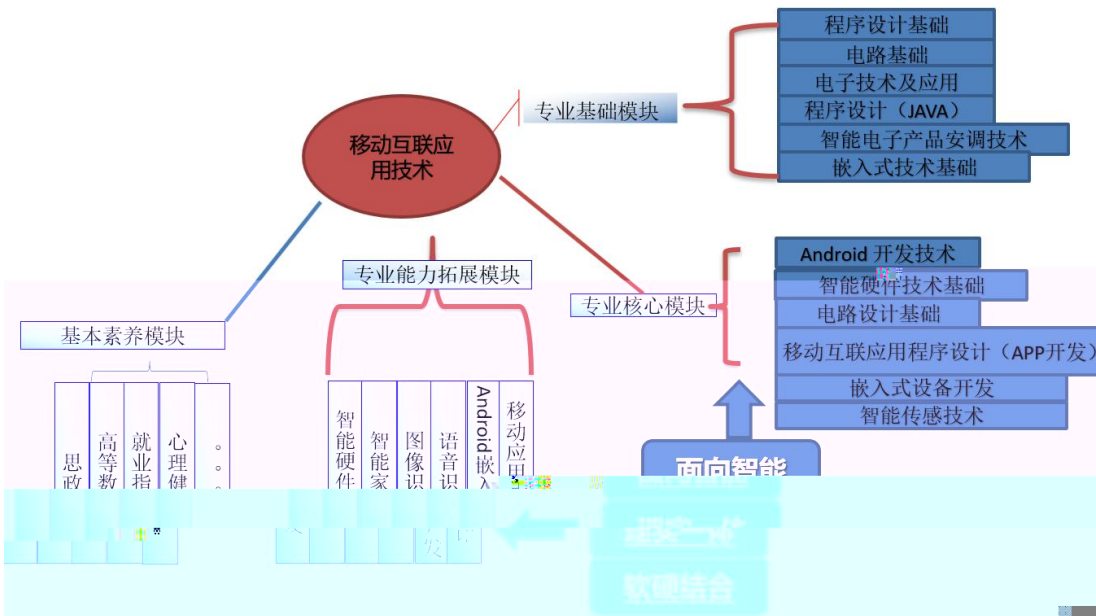 移动互联应
用技术
专业基础模块
程序设计基础
电路基础
电子技术及应用
程序设计（JAVA）
智能电子产品安调技术
嵌入式技术基础
专业核心模块
Android 开发技术
智能硬件技术基础
电路设计基础
移动互联应用程序设计（APP开发）
嵌入式设备开发
智能传感技术
专业能力拓展模块
智能硬件
智能家
图像识
语音识
Android嵌入
移动应用
发
基本素养模块
思政
高等数
就业指
心理健
。。。
面向智能
软硬结合